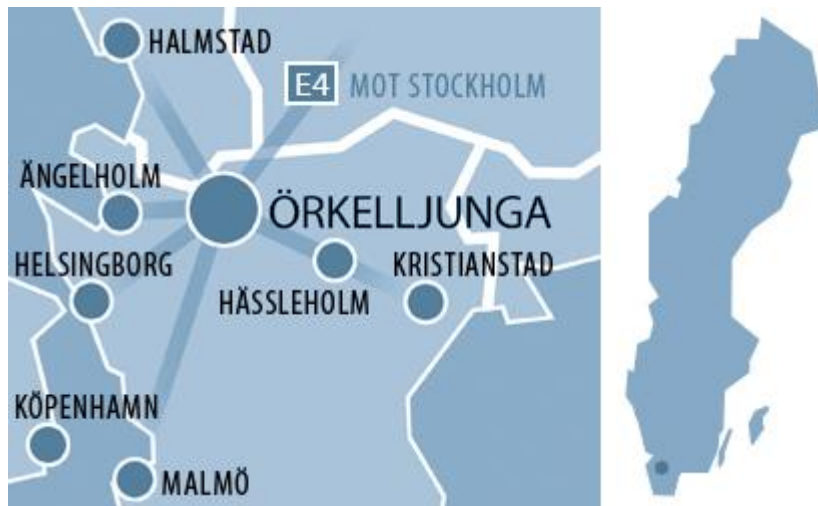 HALMSTAD
E4 MOT STOCKHOLM
ÄNGELHOLM
ÖRKELLJUNGA
HELSINGBORG
KRISTIANSTAD
HÄSSLEHOLM
KÖPENHAMN
MALMÖ